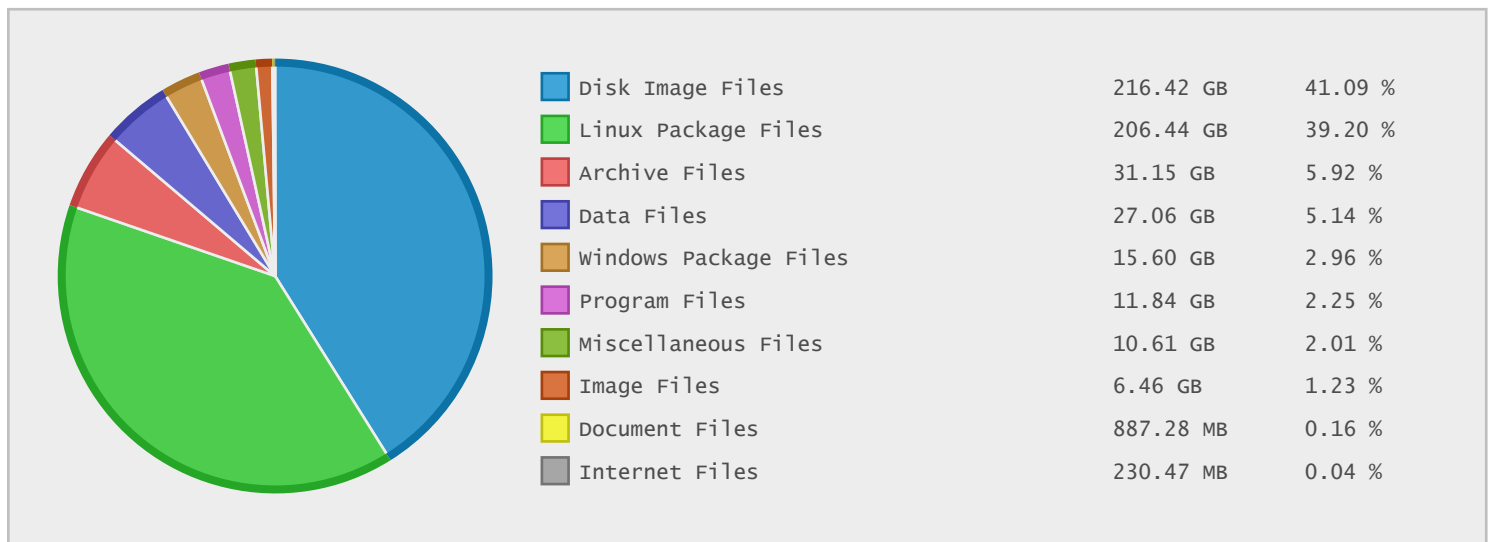 Disk Image Files 216.42 GB 41.09 %
Linux Package Files 206.44 GB 39.20 %
Archive Files 31.15 GB 5.92 %
Data Files 27.06 GB 5.14 %
Windows Package Files 15.60 GB 2.96 %
Program Files 11.84 GB 2.25 %
Miscellaneous Files 10.61 GB 2.01 %
Image Files 6.46 GB 1.23 %
Document Files 887.28 MB 0.16 %
Internet Files 230.47 MB 0.04 %